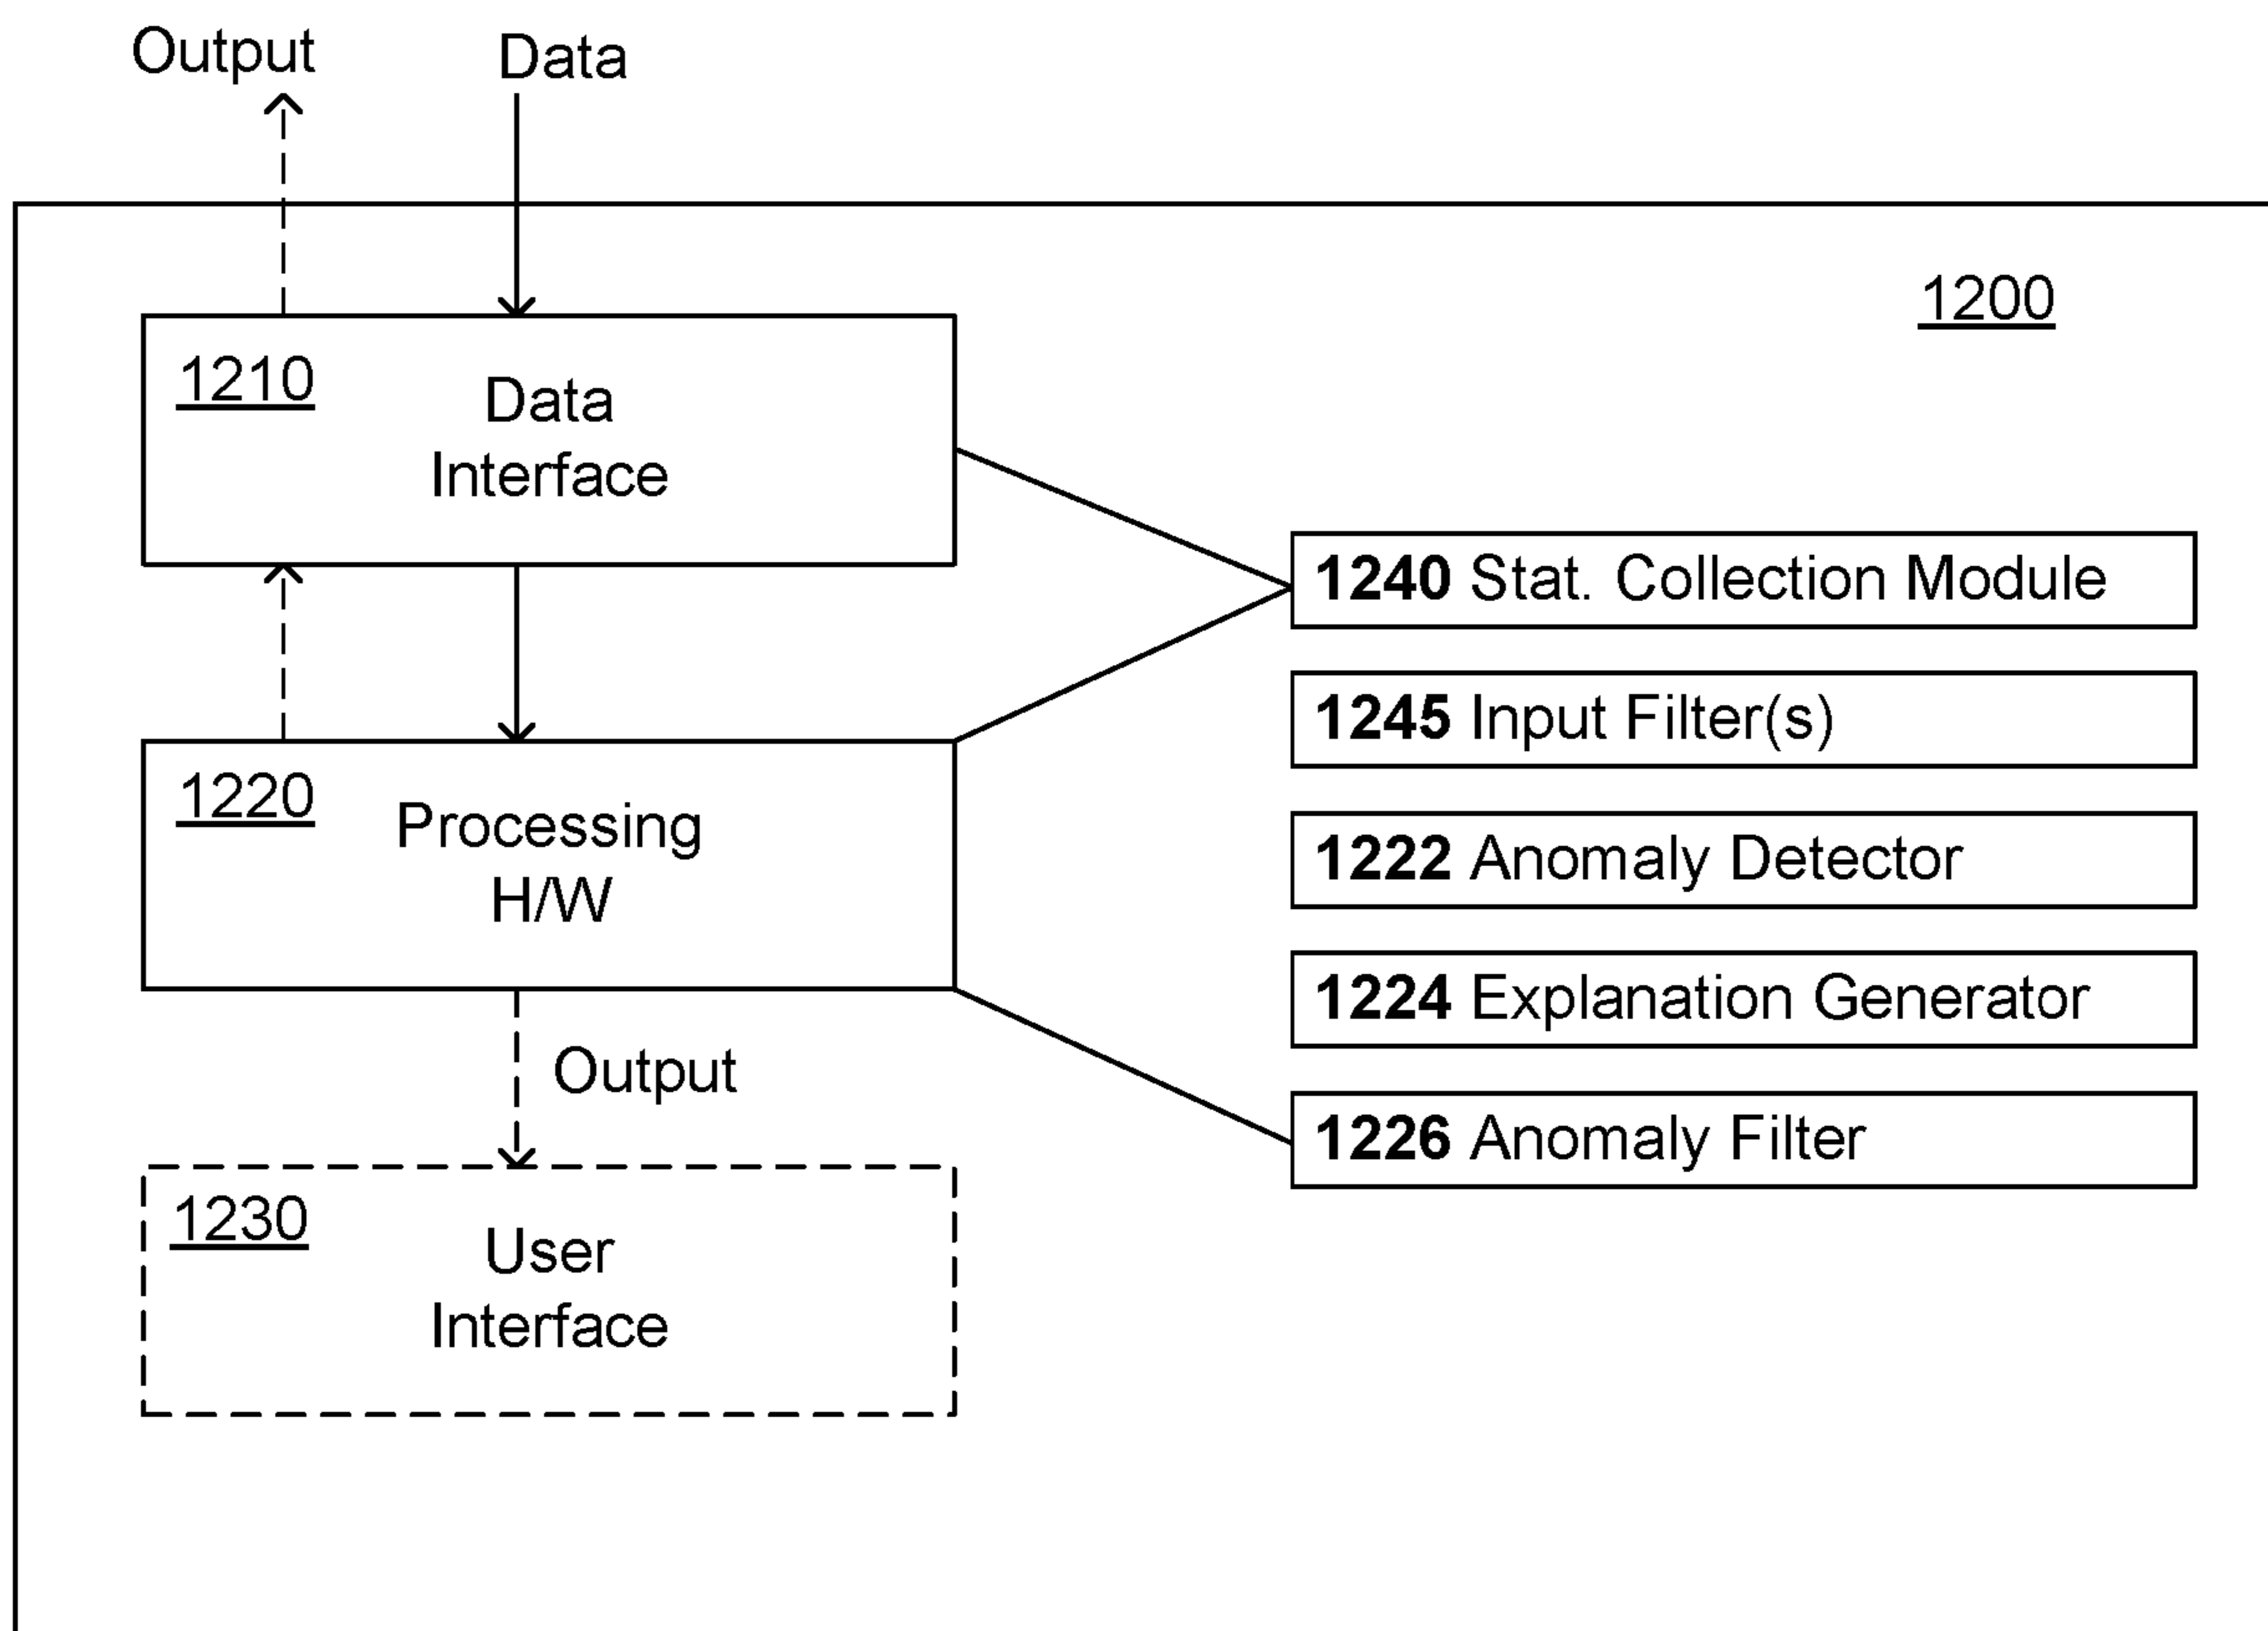 Output
Data
1200
1210
Data
Interface
1240 Stat. Collection Module
1245 Input Filter(s)
1220
Processing
H/W
1222 Anomaly Detector
1224 Explanation Generator
Output
1226 Anomaly Filter
1230
User
Interface